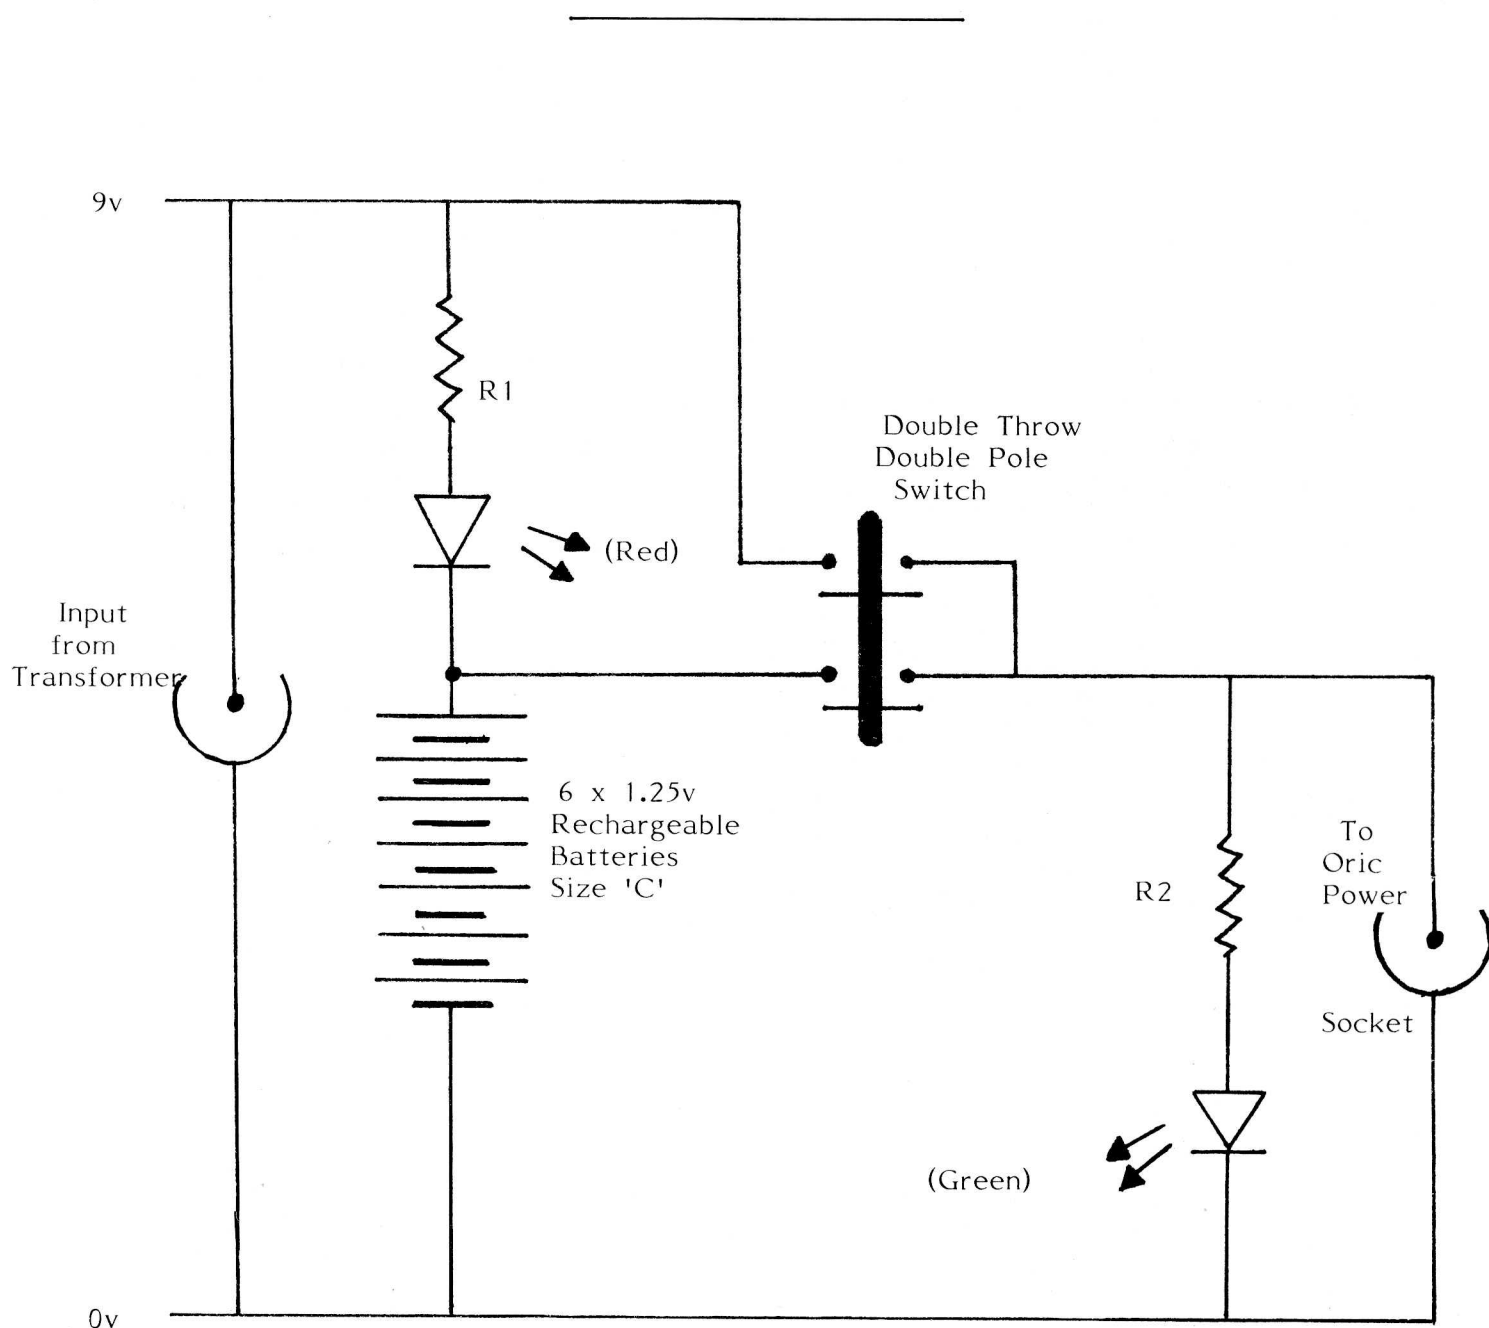 9v
R1
Double Throw
Double Pole
Switch
(Red)
Input
from
Transformer
6 x 1.25v
Rechargeable
Batteries
Size 'C'
To
Oric
Power
R2
Socket
(Green)
0v